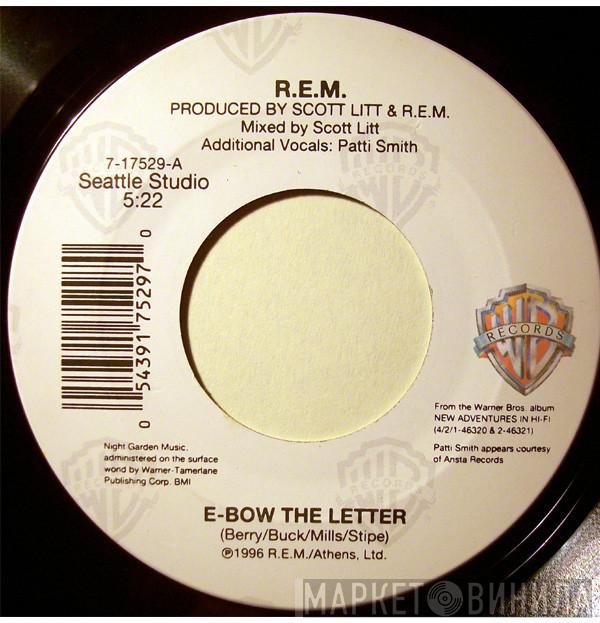 R.E.M.
PRODUCED BY SCOTT LITT & R.E.M.
Mixed by Scott Litt
Additional Vocals: Patti Smith
7-17529-A
Seattle Studio
5:22
0 54391 75297 0
RECORDS
From the Warner Bros. album
NEW ADVENTURES IN HI-FI
(4/2/1-46320 & 2-46321)
Patti Smith appears courtesy
of Arista Records
Night Garden Music,
administered on the surface
world by Warner-Tamerlane
Publishing Corp. BMI
E-BOW THE LETTER
(Berry/Buck/Mills/Stipe)
℗1996 R.E.M./Athens, Ltd.
МАРКЕТ ВИНИЛА